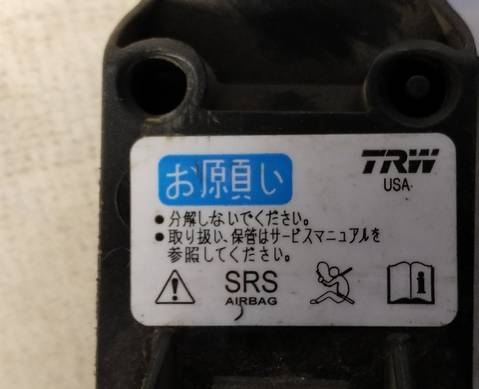 お願い
TRW
USA
●分解しないでください。
●取り扱い、保管はサービスマニュアルを
参照してください。
SRS
AIRBAG